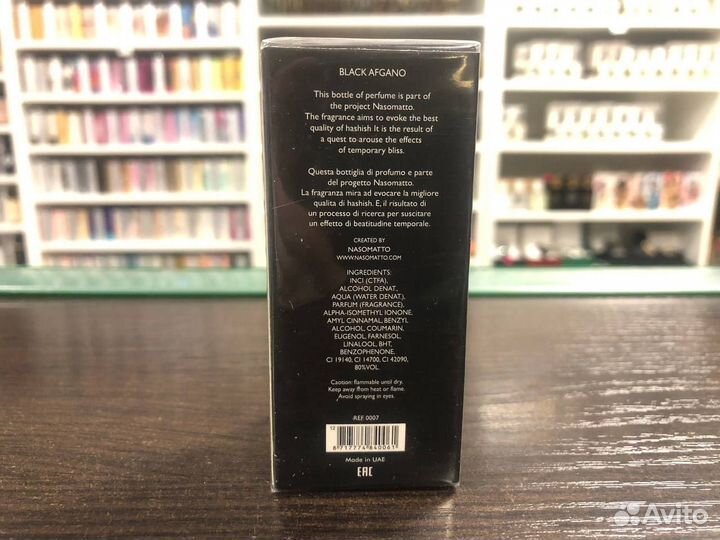 BLACK AFGANO
This bottle of perfume is part of
the project Nasomatto.
The fragrance aims to evoke the best
quality of hashish It is the result of
a quest to arouse the effects
of temporary bliss.
Questa bottiglia di profumo e parte
del progetto Nasomatto.
La fragranza mira ad evocare la migliore
qualita di hashish. E, il risultato di
un processo di ricerca per suscitare
un effetto di beatitudine temporale.
CREATED BY
NASOMATTO
WWW.NASOMATTO.COM
INGREDIENTS:
INCI (CTFA),
ALCOHOL DENAT.,
AQUA (WATER DENAT.),
PARFUM (FRAGRANCE),
ALPHA-ISOMETHYL IONONE,
AMYL CINNAMAL, BENZYL
ALCOHOL, COUMARIN,
EUGENOL, FARNESOL,
LINALOOL, BHT,
BENZOPHENONE,
CI 19140, CI 14700, CI 42090,
80%VOL.
Caution: flammable until dry.
Keep away from heat or flame.
Avoid spraying in eyes.
REF. 0007
12
8 717774 840061
Made in UAE
EAC
Avito